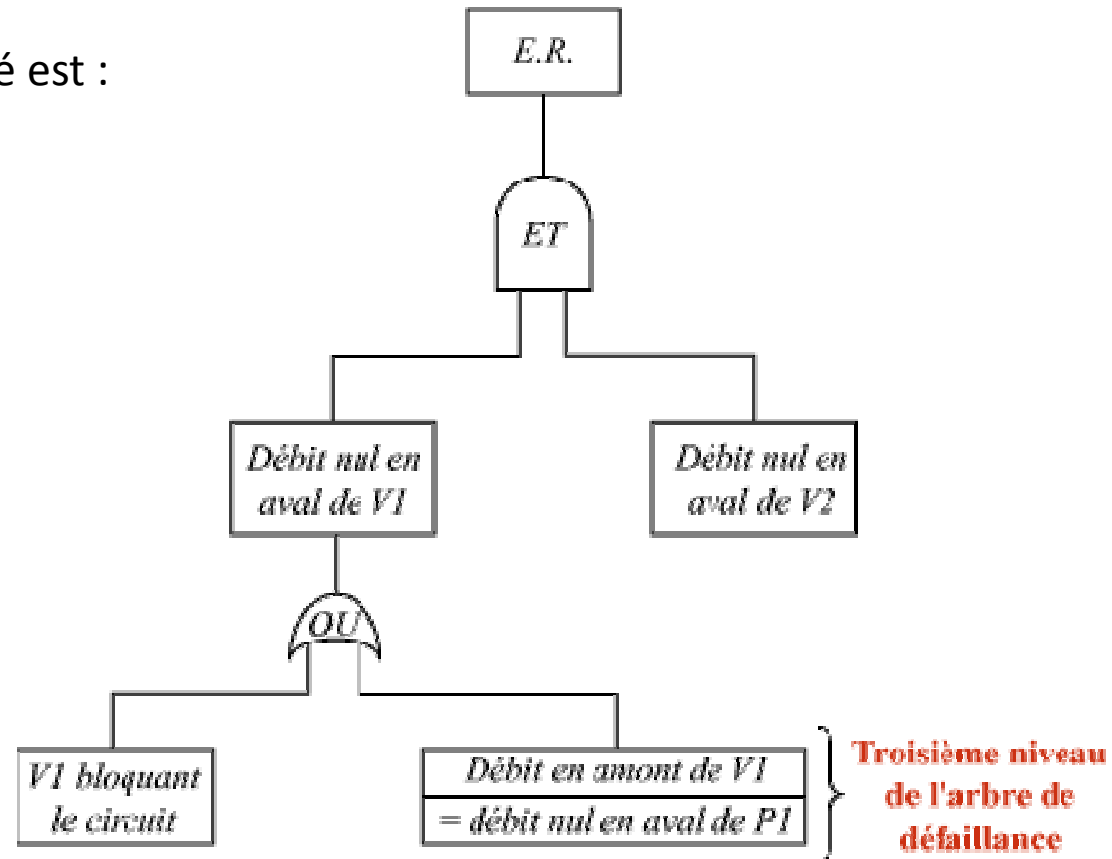 é est :
E.R.
ET
Débit nul en
aval de V1
Débit nul en
aval de V2
OU
V1 bloquant
le circuit
Débit en amont de V1
= débit nul en aval de P1
Troisième niveau
de l'arbre de
défaillance